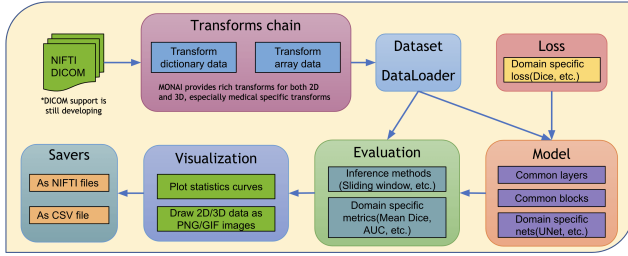 Transforms chain
NIFTI
DICOM
Transform
dictionary data
Transform
array data
MONAI provides rich transforms for both 2D
and 3D, especially medical specific transforms
*DICOM support is
still developing
Dataset
DataLoader
Loss
Domain specific
loss(Dice, etc.)
Savers
As NIFTI files
As CSV file
Visualization
Plot statistics curves
Draw 2D/3D data as
PNG/GIF images
Evaluation
Inference methods
(Sliding window, etc.)
Domain specific
metrics(Mean Dice,
AUC, etc.)
Model
Common layers
Common blocks
Domain specific
nets(UNet, etc.)